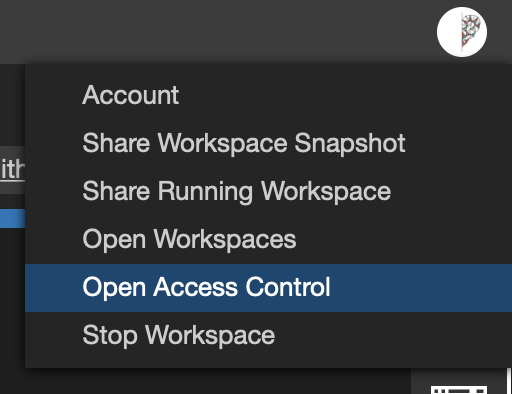 Account
Share Workspace Snapshot
ith
Share Running Workspace
Open Workspaces
Open Access Control
Stop Workspace